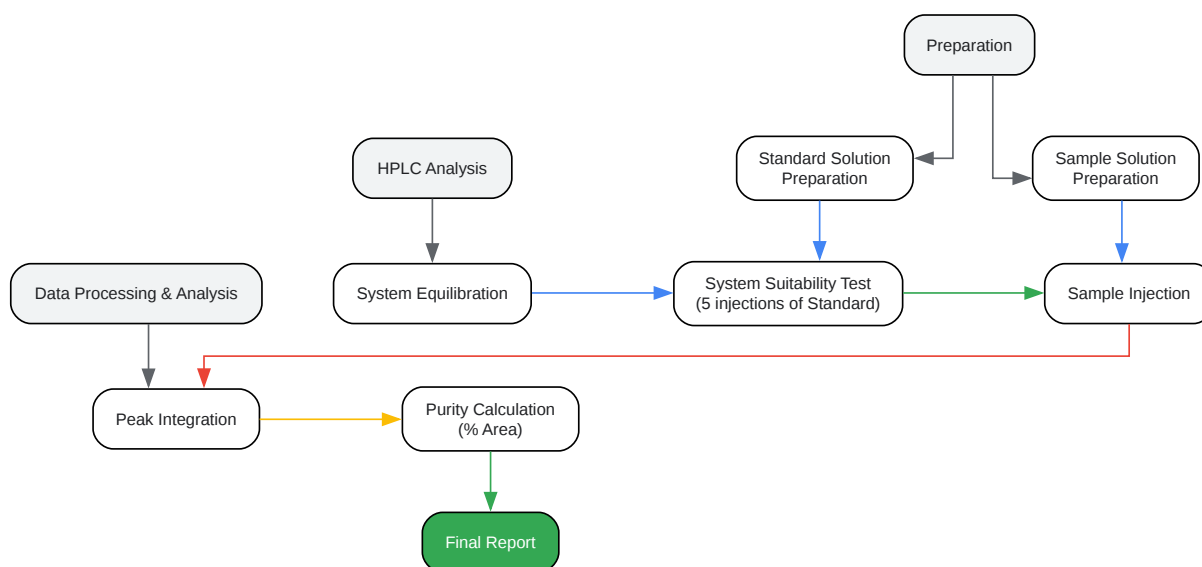 Preparation
Standard Solution
Preparation
Sample Solution
Preparation
HPLC Analysis
Data Processing & Analysis
System Equilibration
System Suitability Test
(5 injections of Standard)
Sample Injection
Peak Integration
Purity Calculation
(% Area)
Final Report